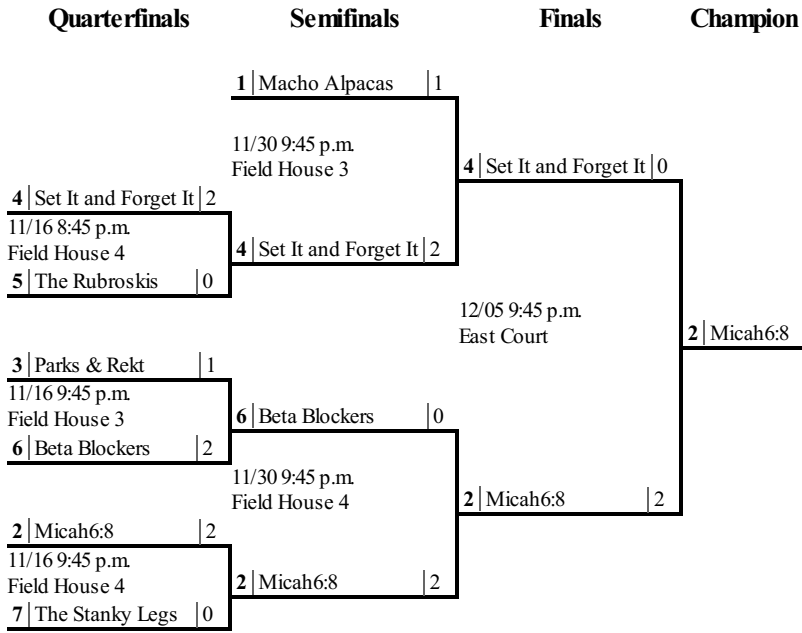 Quarterfinals Semifinals Finals Champion
1 Macho Alpacas 1
11/30 9:45 p.m.
Field House 3
4 Set It and Forget It 0
4 Set It and Forget It 2
11/16 8:45 p.m.
Field House 4
4 Set It and Forget It 2
5 The Rubroskis 0
12/05 9:45 p.m.
East Court
2 Micah6:8
3 Parks & Rekt 1
11/16 9:45 p.m.
Field House 3
6 Beta Blockers 0
6 Beta Blockers 2
11/30 9:45 p.m.
Field House 4
2 Micah6:8 2
2 Micah6:8 2
11/16 9:45 p.m.
Field House 4
2 Micah6:8 2
7 The Stanky Legs 0